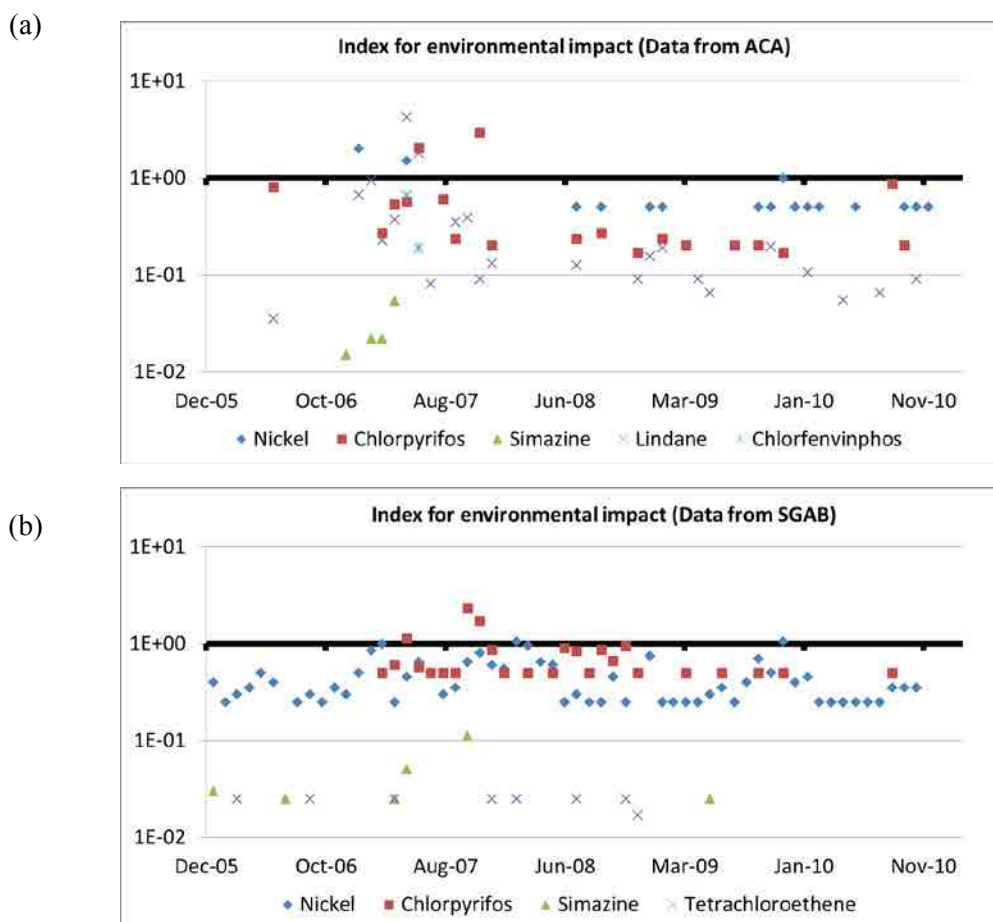 (a)
Index for environmental impact (Data from ACA)
1E+01
1E+00
1E-01
1E-02
Dec-05 Oct-06 Aug-07 Jun-08 Mar-09 Jan-10 Nov-10
Nickel Chlorpyrifos Simazine Lindane Chlorfenvinphos
(b)
Index for environmental impact (Data from SGAB)
1E+01
1E+00
1E-01
1E-02
Dec-05 Oct-06 Aug-07 Jun-08 Mar-09 Jan-10 Nov-10
Nickel Chlorpyrifos Simazine Tetrachloroethene